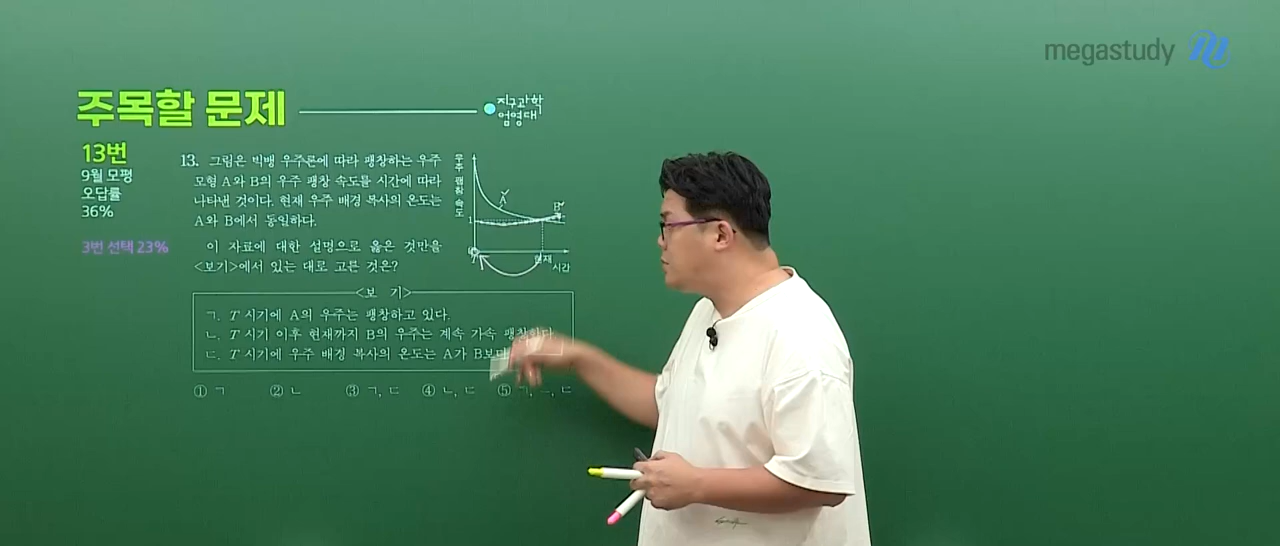 megastudy
주목할 문제
지구과학
엄영대
13번
9월 모평
오답률
36%
3번 선택 23%
13. 그림은 빅뱅 우주론에 따라 팽창하는 우주
모형 A와 B의 우주 팽창 속도를 시간에 따라
나타낸 것이다. 현재 우주 배경 복사의 온도는
A와 B에서 동일하다.
이 자료에 대한 설명으로 옳은 것만을
<보기>에서 있는 대로 고른 것은?
우주 팽창 속도
A
B
1
현재
시간
<보 기>
ㄱ. T 시기에 A의 우주는 팽창하고 있다.
ㄴ. T 시기 이후 현재까지 B의 우주는 계속 가속 팽창한다.
ㄷ. T 시기에 우주 배경 복사의 온도는 A가 B보다
① ㄱ ② ㄴ ③ ㄱ, ㄷ ④ ㄴ, ㄷ ⑤ ㄱ, ㄴ, ㄷ